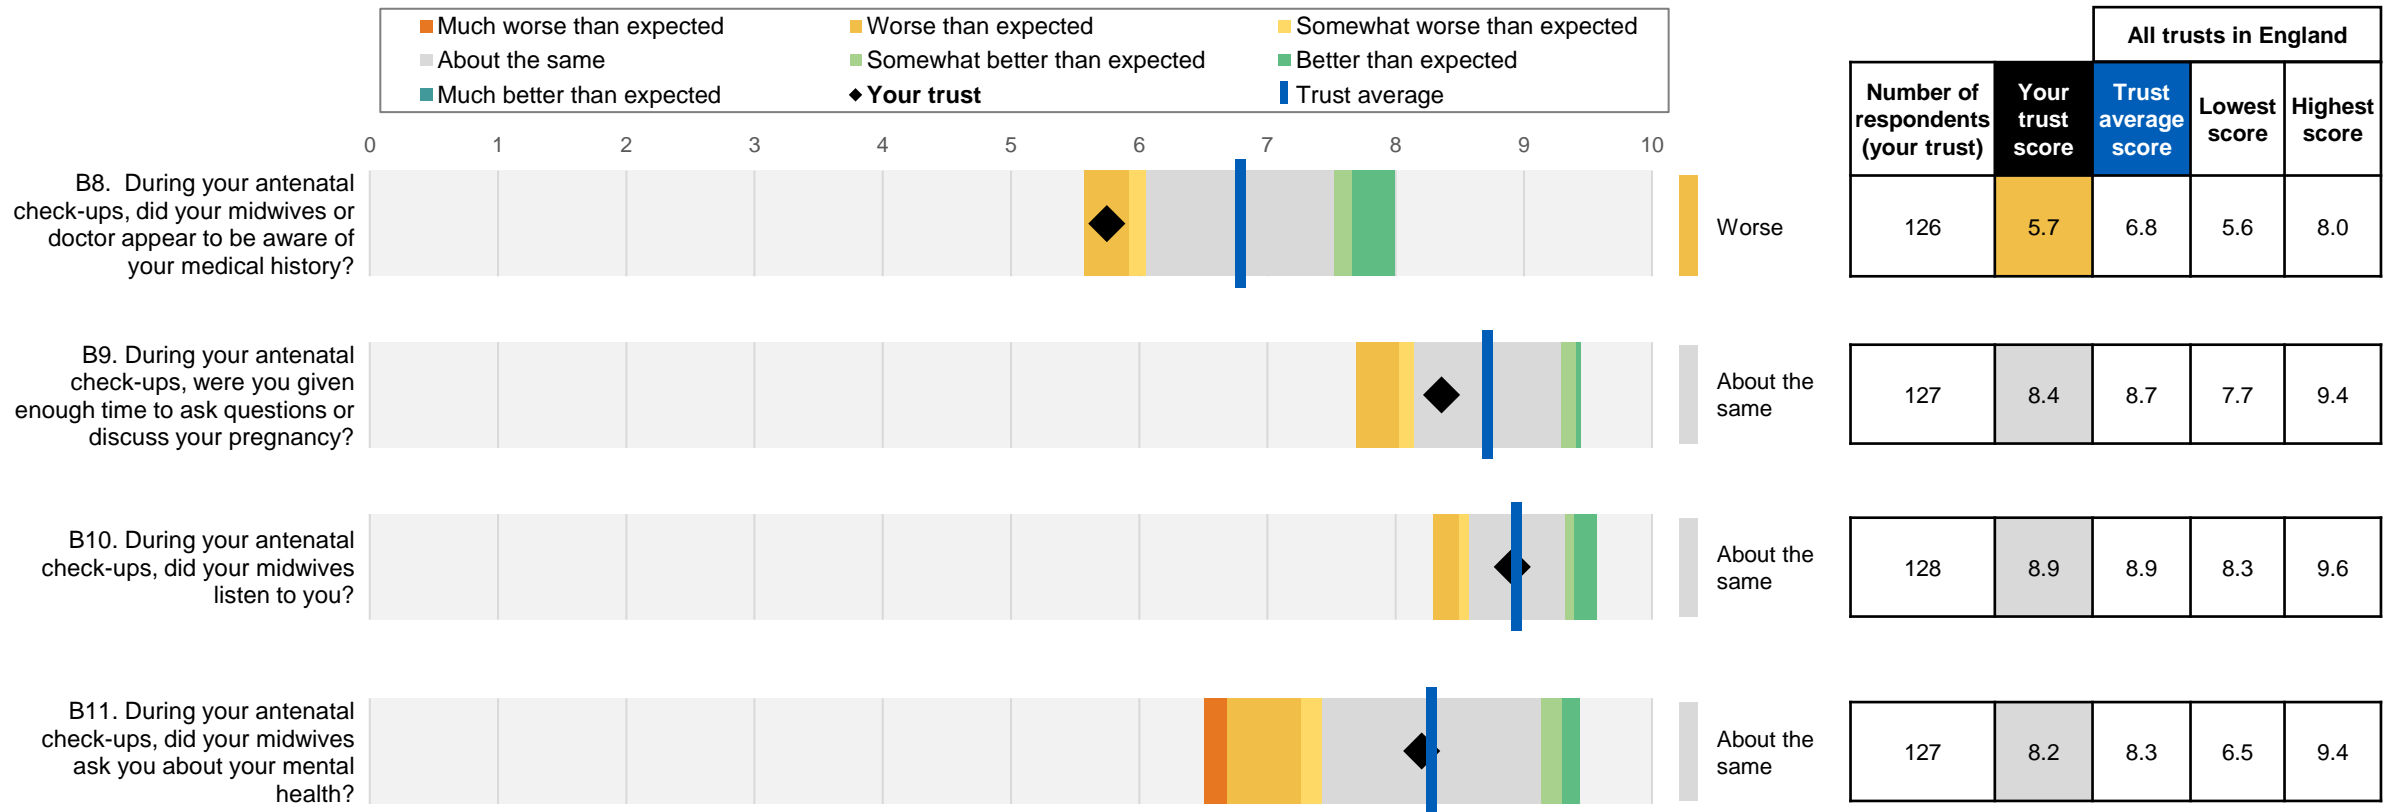 Much worse than expected
Worse than expected
Somewhat worse than expected
About the same
Somewhat better than expected
Better than expected
Much better than expected
Your trust
Trust average
All trusts in England
Number of
respondents
(your trust)
Your
trust
score
Trust
average
score
Lowest
score
Highest
score
0 1 2 3 4 5 6 7 8 9 10
B8. During your antenatal
check-ups, did your midwives or
doctor appear to be aware of
your medical history?
Worse
126 5.7 6.8 5.6 8.0
B9. During your antenatal
check-ups, were you given
enough time to ask questions or
discuss your pregnancy?
About the
same
127 8.4 8.7 7.7 9.4
B10. During your antenatal
check-ups, did your midwives
listen to you?
About the
same
128 8.9 8.9 8.3 9.6
B11. During your antenatal
check-ups, did your midwives
ask you about your mental
health?
About the
same
127 8.2 8.3 6.5 9.4